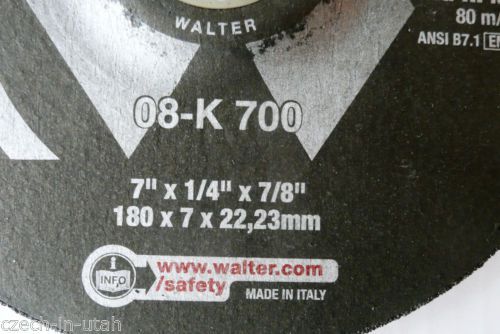 WALTER
80 m/
ANSI B7.1 EN
08-K 700
7" x 1/4" x 7/8"
180 x 7 x 22,23mm
INFO
www.walter.com
/safety
MADE IN ITALY
czech-in-utah